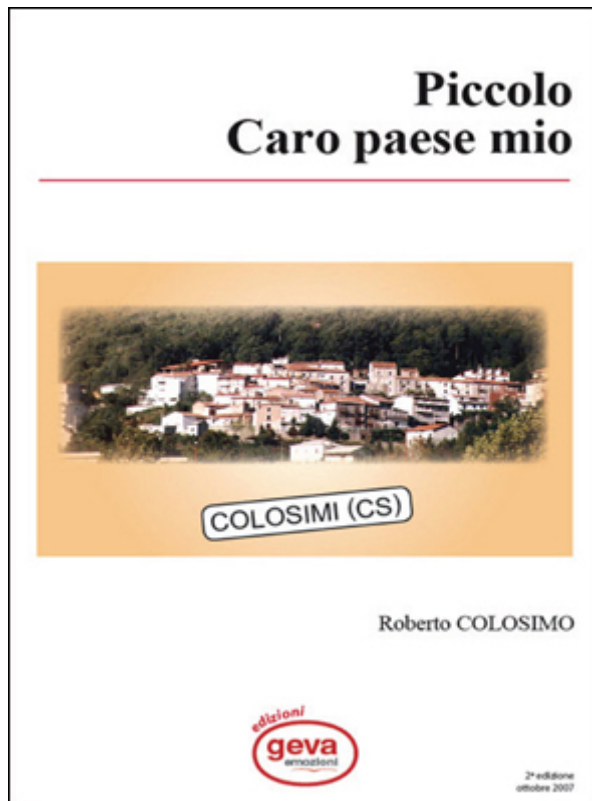 Piccolo
Caro paese mio
COLOSIMI (CS)
Roberto COLOSIMO
edizioni
geva
emozioni
2ª edizione
ottobre 2007